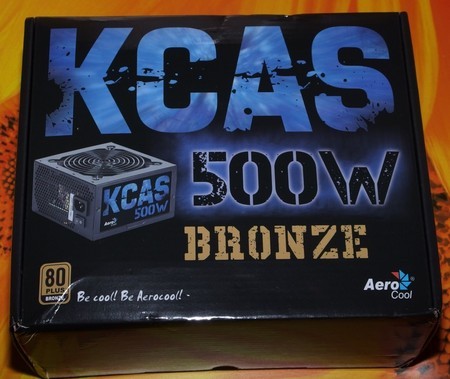 KCAS
500W
KCAS
500W
BRONZE
80
PLUS
BRONZE
Be cool! Be Aerocool! -
Aero
Cool